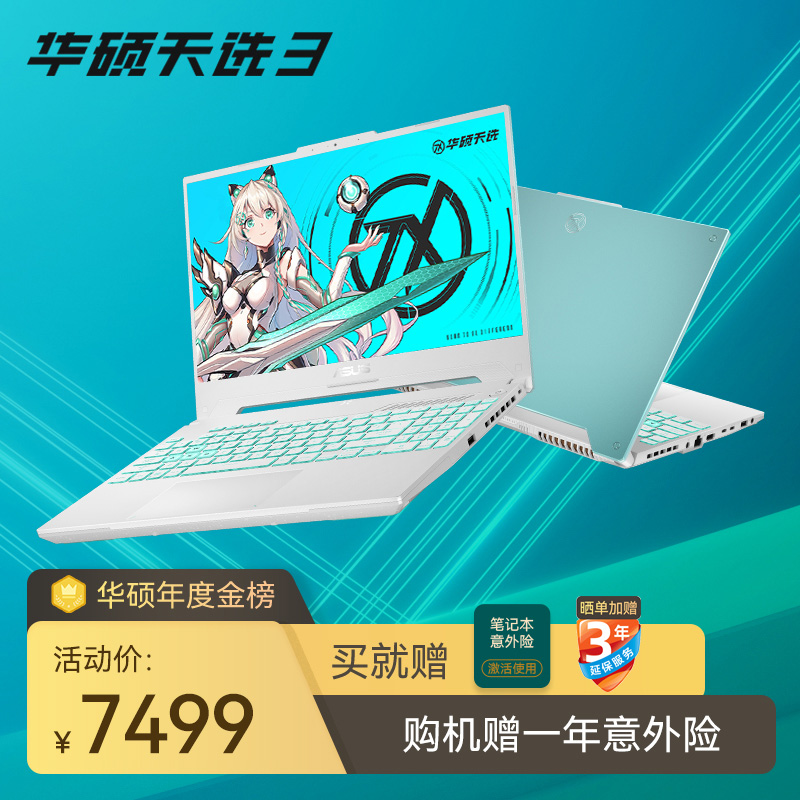 华硕天选3
华硕天选
ASUS
华硕年度金榜
活动价:
¥7499
买就赠
笔记本
意外险
激活使用
晒单加赠
3年
延保服务
购机赠一年意外险